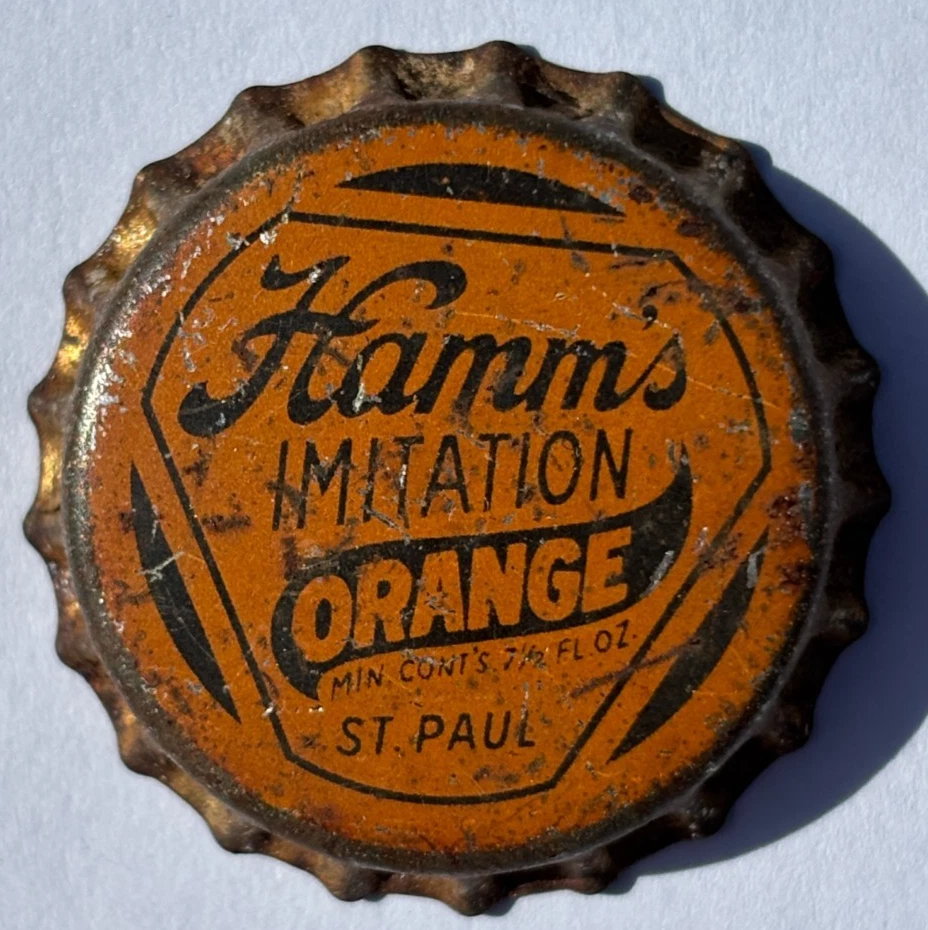 Hamm's
IMITATION
ORANGE
MIN. CONT'S. 7½ FL OZ.
ST. PAUL